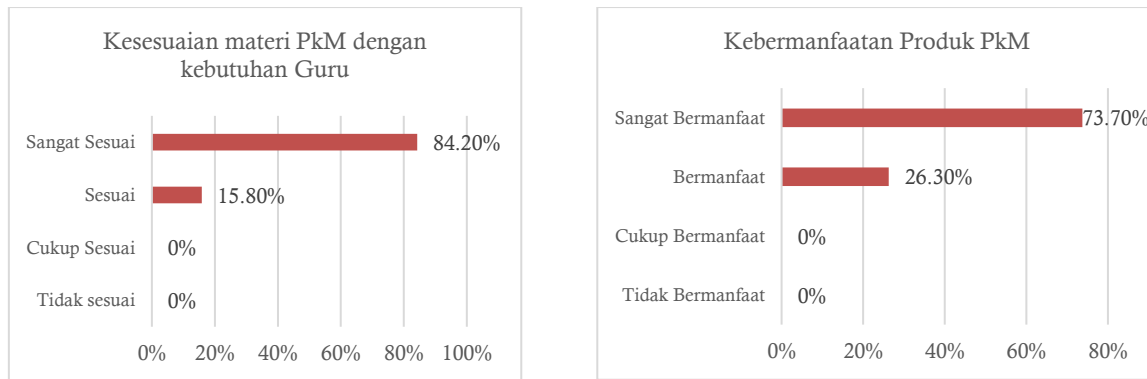 Kesesuaian materi PkM dengan
kebutuhan Guru
Sangat Sesuai
84.20%
Sesuai
15.80%
Cukup Sesuai
0%
Tidak sesuai
0%
0% 20% 40% 60% 80% 100%
Kebermanfaatan Produk PkM
Sangat Bermanfaat
73.70%
Bermanfaat
26.30%
Cukup Bermanfaat
0%
Tidak Bermanfaat
0%
0% 20% 40% 60% 80%